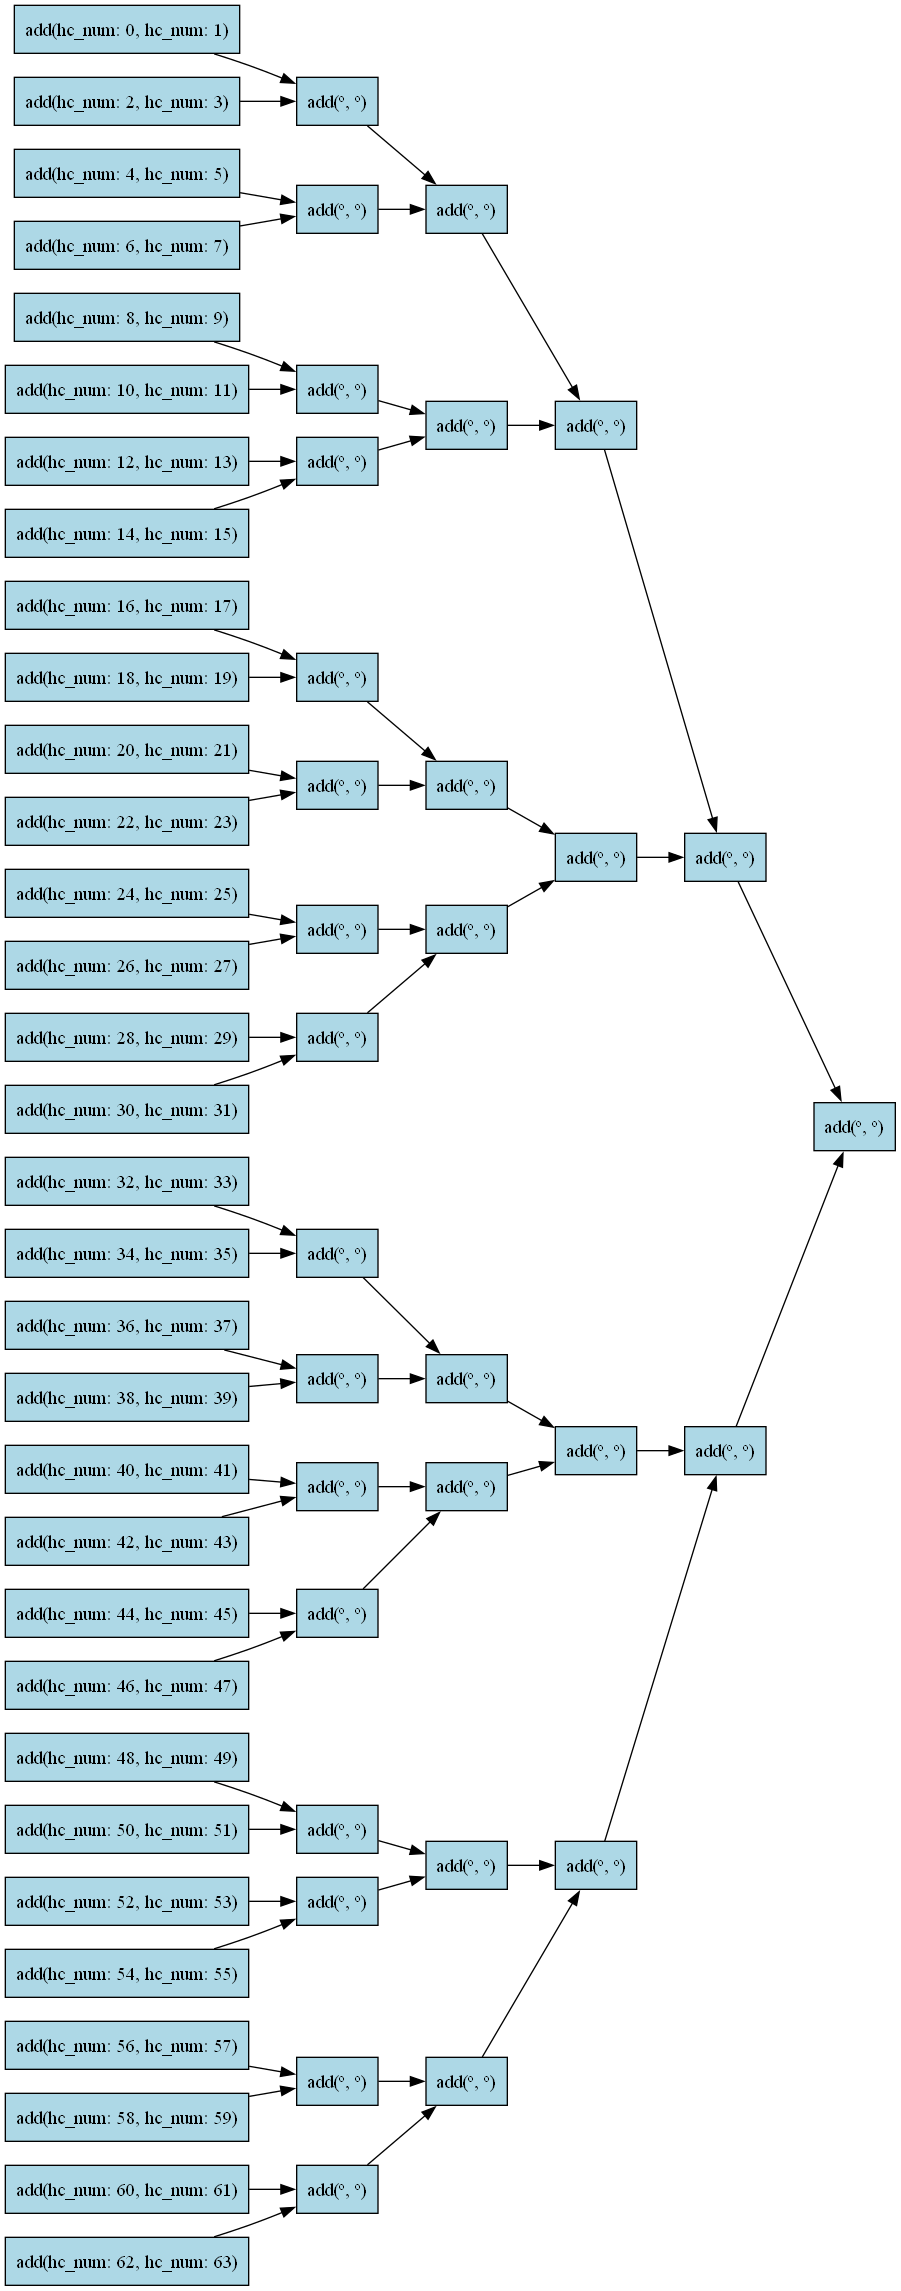 add(hc_num: 0, hc_num: 1)
add(hc_num: 2, hc_num: 3)
add(°, °)
add(hc_num: 4, hc_num: 5)
add(°, °)
add(°, °)
add(hc_num: 6, hc_num: 7)
add(hc_num: 8, hc_num: 9)
add(hc_num: 10, hc_num: 11)
add(°, °)
add(°, °)
add(°, °)
add(hc_num: 12, hc_num: 13)
add(°, °)
add(hc_num: 14, hc_num: 15)
add(hc_num: 16, hc_num: 17)
add(hc_num: 18, hc_num: 19)
add(°, °)
add(hc_num: 20, hc_num: 21)
add(°, °)
add(°, °)
add(hc_num: 22, hc_num: 23)
add(°, °)
add(°, °)
add(hc_num: 24, hc_num: 25)
add(°, °)
add(°, °)
add(hc_num: 26, hc_num: 27)
add(hc_num: 28, hc_num: 29)
add(°, °)
add(hc_num: 30, hc_num: 31)
add(°, °)
add(hc_num: 32, hc_num: 33)
add(hc_num: 34, hc_num: 35)
add(°, °)
add(hc_num: 36, hc_num: 37)
add(°, °)
add(°, °)
add(hc_num: 38, hc_num: 39)
add(°, °)
add(°, °)
add(hc_num: 40, hc_num: 41)
add(°, °)
add(°, °)
add(hc_num: 42, hc_num: 43)
add(hc_num: 44, hc_num: 45)
add(°, °)
add(hc_num: 46, hc_num: 47)
add(hc_num: 48, hc_num: 49)
add(hc_num: 50, hc_num: 51)
add(°, °)
add(°, °)
add(°, °)
add(hc_num: 52, hc_num: 53)
add(°, °)
add(hc_num: 54, hc_num: 55)
add(hc_num: 56, hc_num: 57)
add(°, °)
add(°, °)
add(hc_num: 58, hc_num: 59)
add(hc_num: 60, hc_num: 61)
add(°, °)
add(hc_num: 62, hc_num: 63)